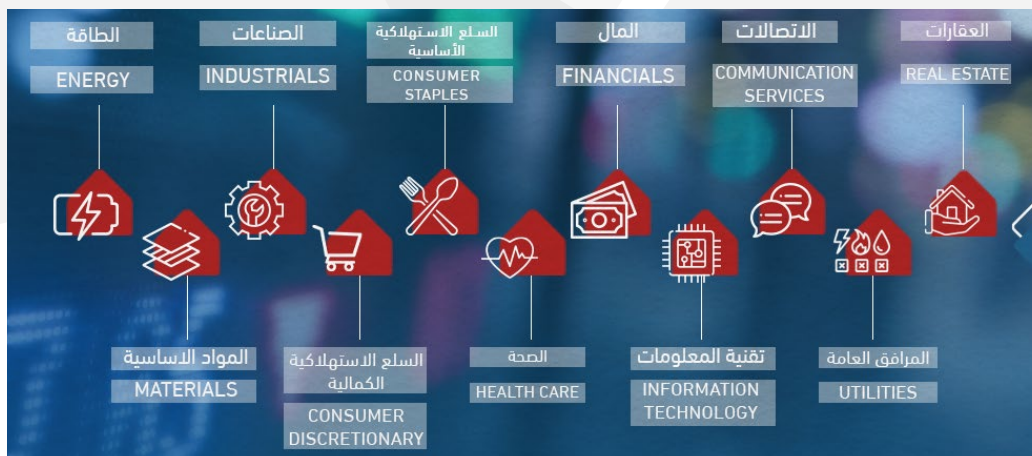 الطاقة
ENERGY
الصناعات
INDUSTRIALS
السلع الاستهلاكية
الأساسية
CONSUMER
STAPLES
المال
FINANCIALS
الاتصالات
COMMUNICATION
SERVICES
العقارات
REAL ESTATE
المواد الاساسية
MATERIALS
السلع الاستهلاكية
الكمالية
CONSUMER
DISCRETIONARY
الصحة
HEALTH CARE
تقنية المعلومات
INFORMATION
TECHNOLOGY
المرافق العامة
UTILITIES